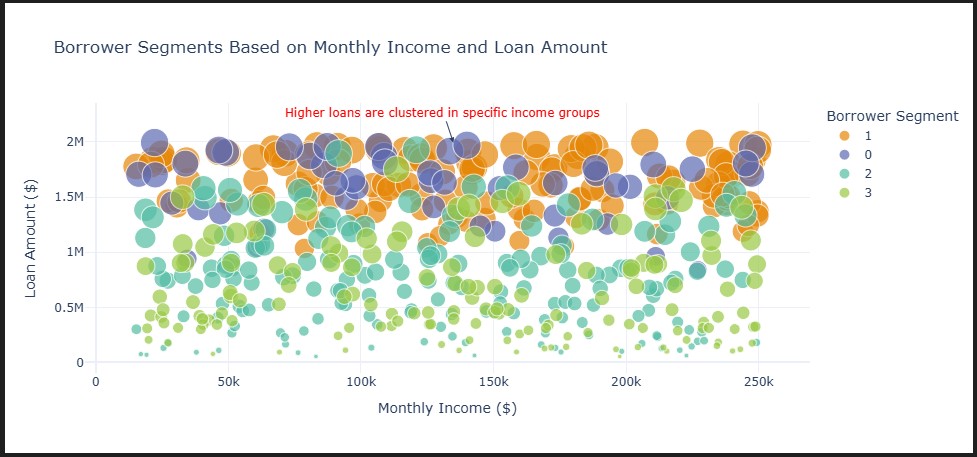 Borrower Segments Based on Monthly Income and Loan Amount
Higher loans are clustered in specific income groups
Borrower Segment
1
0
2
3
Loan Amount ($)
2M
1.5M
1M
0.5M
0
0
50k
100k
150k
200k
250k
Monthly Income ($)